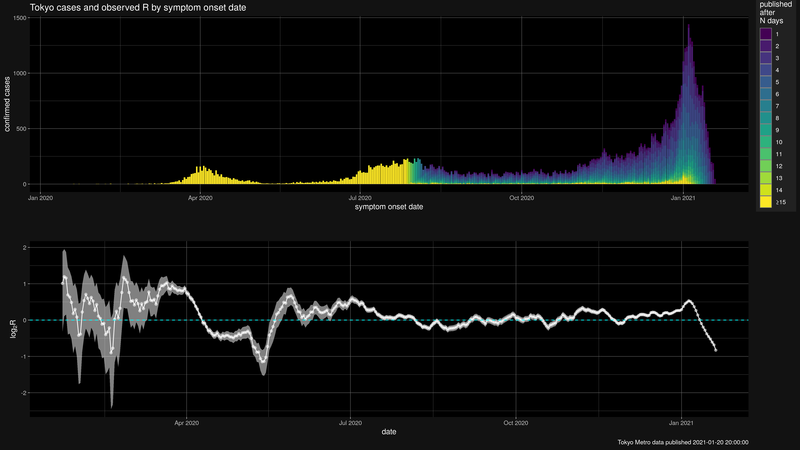 Tokyo cases and observed R by symptom onset date
published
after
N days
1500
1000
500
0
confirmed cases
Jan 2020
Apr 2020
Jul 2020
Oct 2020
Jan 2021
symptom onset date
1
2
3
4
5
6
7
8
9
10
11
12
13
14
≥15
2
1
0
-1
-2
log₂R
Apr 2020
Jul 2020
Oct 2020
Jan 2021
date
Tokyo Metro data published 2021-01-20 20:00:00